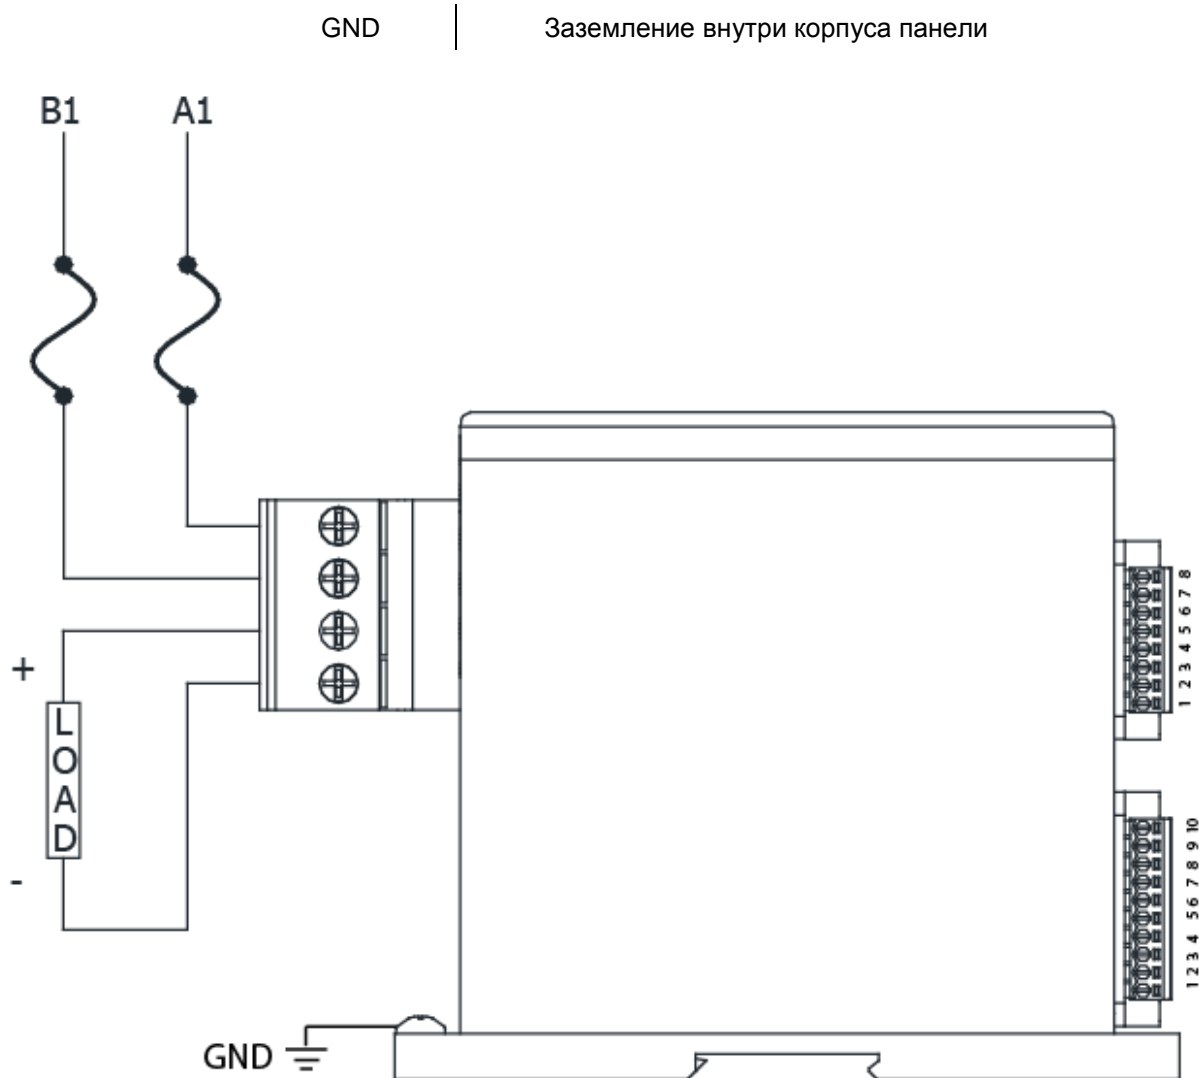 GND Заземление внутри корпуса панели
B1 A1
1 2 3 4 5 6 7 8
+
LOAD
-
1 2 3 4 5 6 7 8 9 10
GND